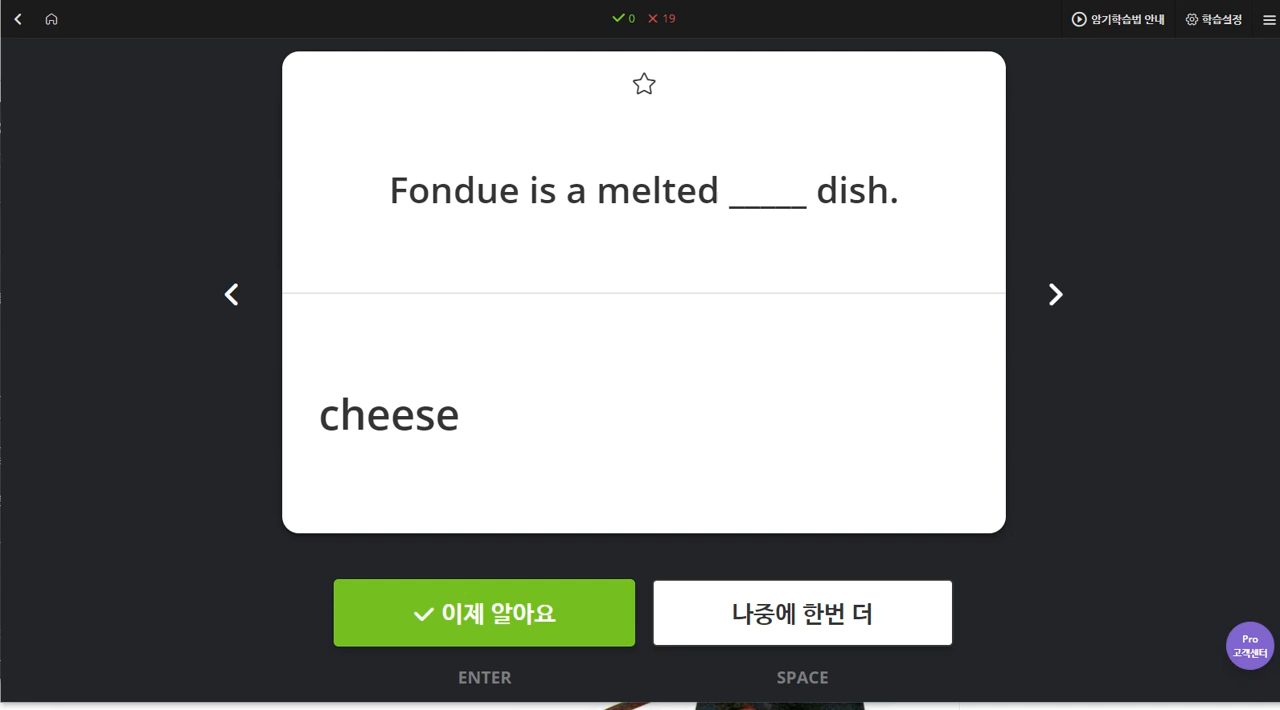 0 19 암기학습법 안내 학습설정
Fondue is a melted _____ dish.
cheese
이제 알아요 나중에 한번 더
ENTER SPACE
Pro
고객센터